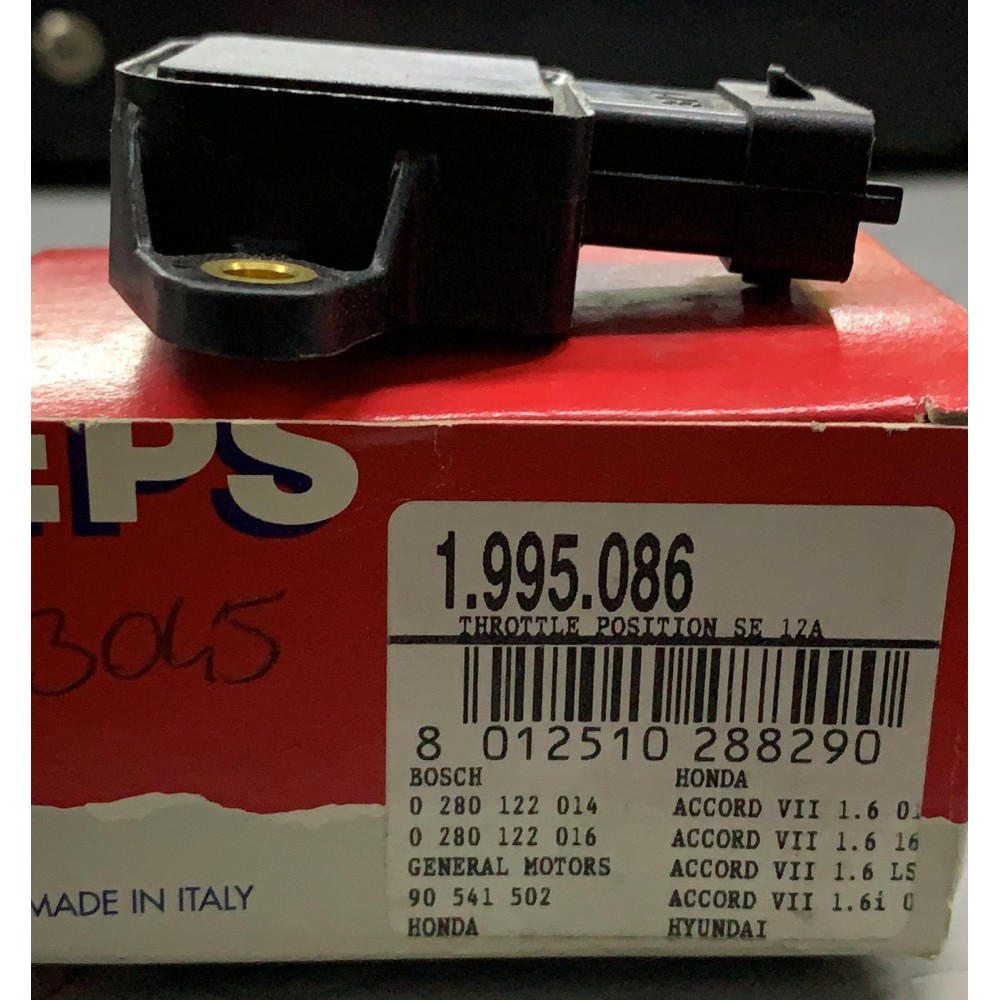 EPS
3045
1.995.086
THROTTLE POSITION SE 12A
8 012510 288290
BOSCH
0 280 122 014
0 280 122 016
GENERAL MOTORS
90 541 502
HONDA
HONDA
ACCORD VII 1.6 01
ACCORD VII 1.6 16
ACCORD VII 1.6 LS
ACCORD VII 1.6i 0
HYUNDAI
MADE IN ITALY